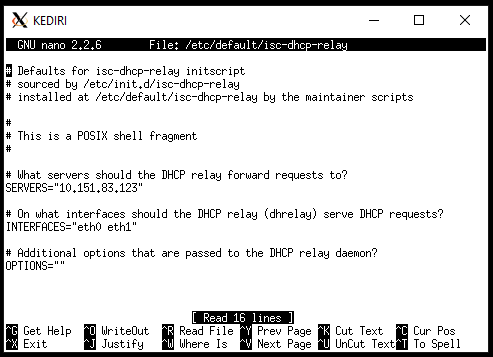 KEDIRI
GNU nano 2.2.6 File: /etc/default/isc-dhcp-relay
# Defaults for isc-dhcp-relay initscript
# sourced by /etc/init.d/isc-dhcp-relay
# installed at /etc/default/isc-dhcp-relay by the maintainer scripts
#
# This is a POSIX shell fragment
#
# What servers should the DHCP relay forward requests to?
SERVERS="10.151.83.123"
# On what interfaces should the DHCP relay (dhrelay) serve DHCP requests?
INTERFACES="eth0 eth1"
# Additional options that are passed to the DHCP relay daemon?
OPTIONS=""
[ Read 16 lines ]
^G Get Help ^O WriteOut ^R Read File ^Y Prev Page ^K Cut Text ^C Cur Pos
^X Exit ^J Justify ^W Where Is ^V Next Page ^U UnCut Text ^T To Spell